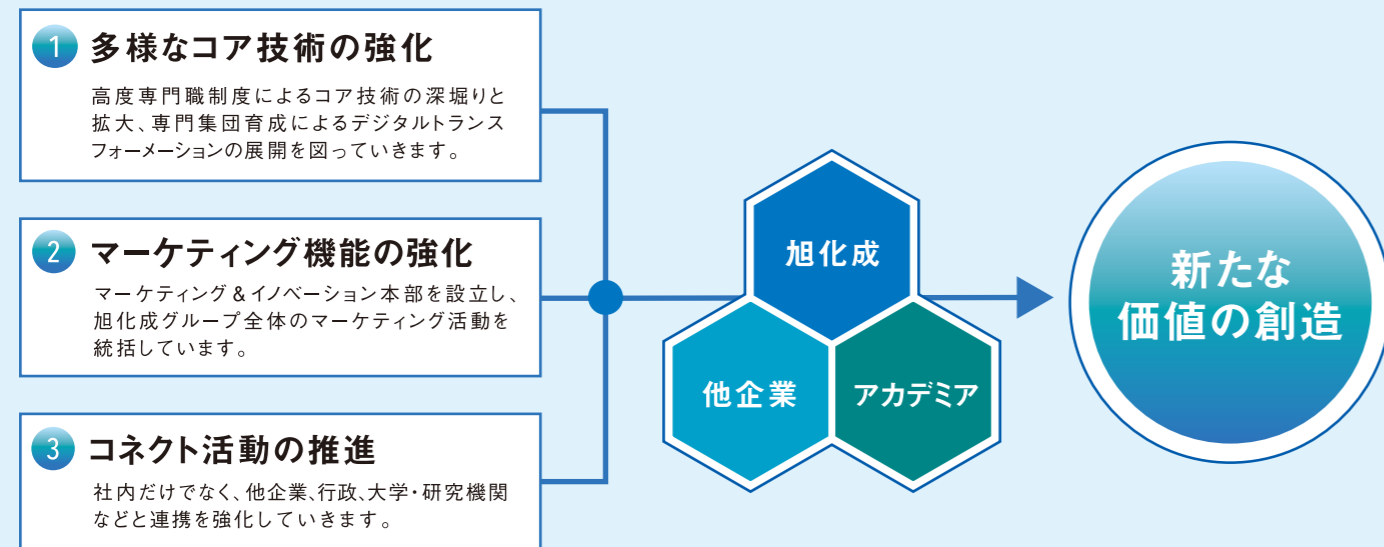 1 多様なコア技術の強化
高度専門職制度によるコア技術の深堀りと
拡大、専門集団育成によるデジタルトランス
フォーメーションの展開を図っていきます。
2 マーケティング機能の強化
マーケティング&イノベーション本部を設立し、
旭化成グループ全体のマーケティング活動を
統括しています。
3 コネクト活動の推進
社内だけでなく、他企業、行政、大学・研究機関
などと連携を強化していきます。
旭化成
他企業
アカデミア
新たな
価値の創造